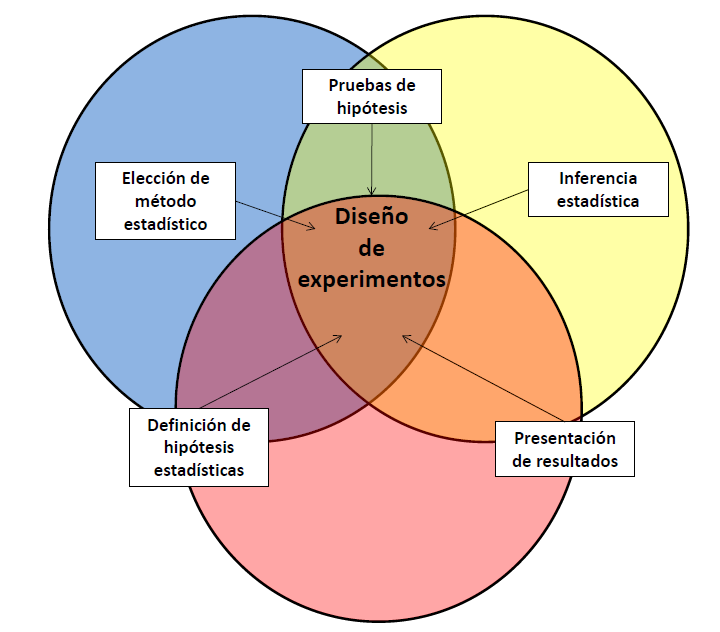 Pruebas de
hipótesis
Elección de
método
estadístico
Inferencia
estadística
Diseño
de
experimentos
Definición de
hipótesis
estadísticas
Presentación
de resultados